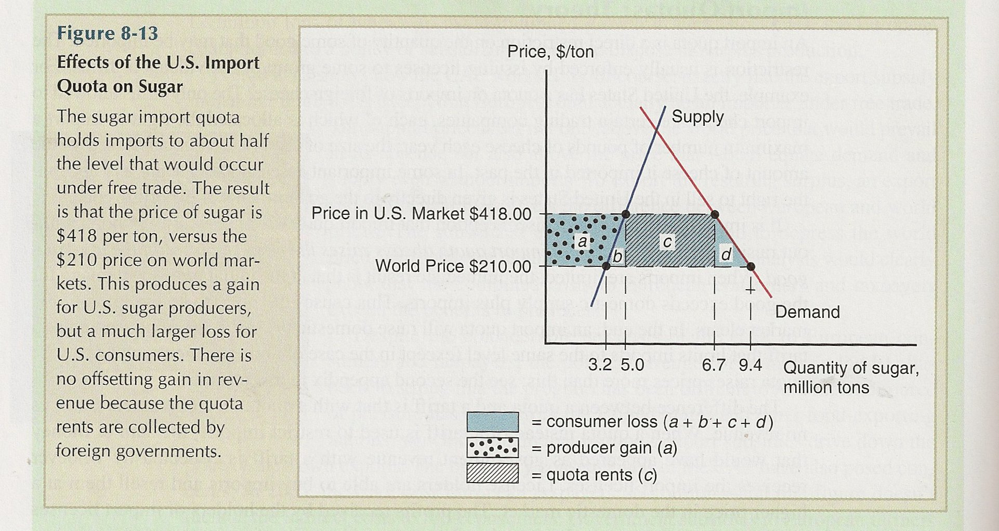 Figure 8-13
Effects of the U.S. Import
Quota on Sugar
The sugar import quota
holds imports to about half
the level that would occur
under free trade. The result
is that the price of sugar is
$418 per ton, versus the
$210 price on world mar-
kets. This produces a gain
for U.S. sugar producers,
but a much larger loss for
U.S. consumers. There is
no offsetting gain in rev-
enue because the quota
rents are collected by
foreign governments.
Price, $/ton
Supply
Price in U.S. Market $418.00
a
c
b
d
World Price $210.00
Demand
3.2 5.0 6.7 9.4
Quantity of sugar,
million tons
= consumer loss (a + b + c + d)
= producer gain (a)
= quota rents (c)